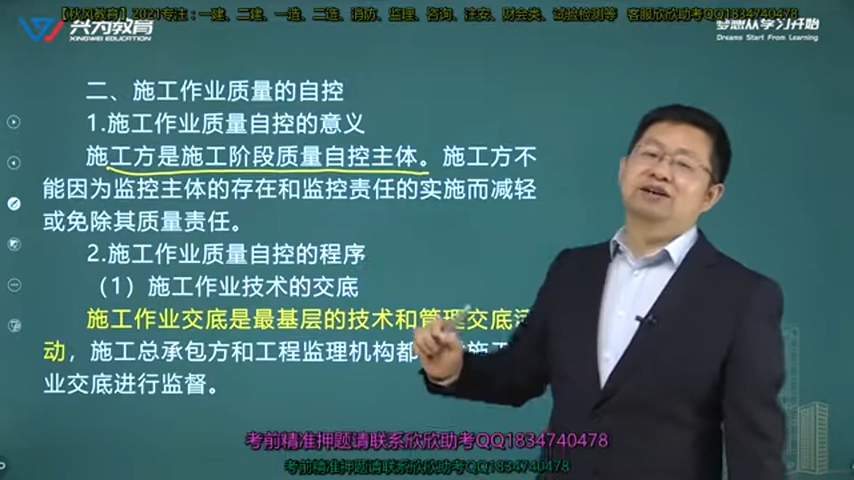 【秋风教育】2021专注：一建、二建、一造、二造、消防、监理、咨询、注安、财会类、试验检测等　客服欣欣助考QQ1834740478
兴为教育
XINGWEI EDUCATION
梦想从学习开始
Dreams Start From Learning
二、施工作业质量的自控
1.施工作业质量自控的意义
施工方是施工阶段质量自控主体。施工方不
能因为监控主体的存在和监控责任的实施而减轻
或免除其质量责任。
2.施工作业质量自控的程序
（1）施工作业技术的交底
施工作业交底是最基层的技术和管理交底活
动，施工总承包方和工程监理机构都 施工
业交底进行监督。
考前精准押题请联系欣欣助考QQ1834740478
考前精准押题请联系欣欣助考QQ1834740478